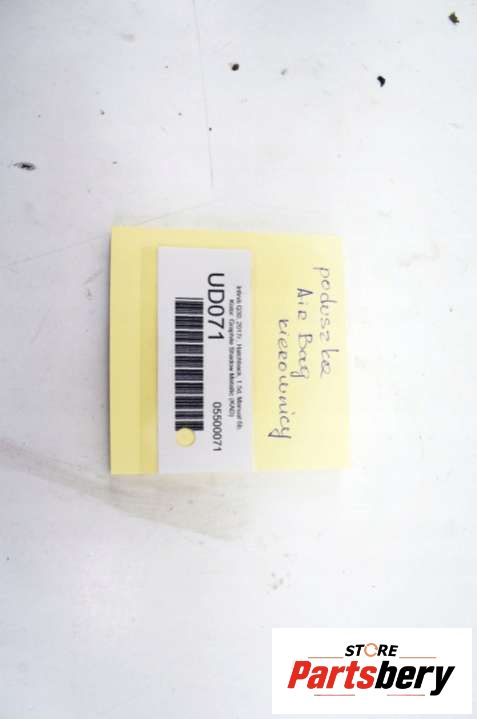 poduszka
Air Bag
kierownicy
Infiniti Q30, 2017r, Hatchback, 1.5d, Manual 6b,
Kolor: Graphite Shadow Metallic (KAD)
UD071
05500071
STORE
Partsbery